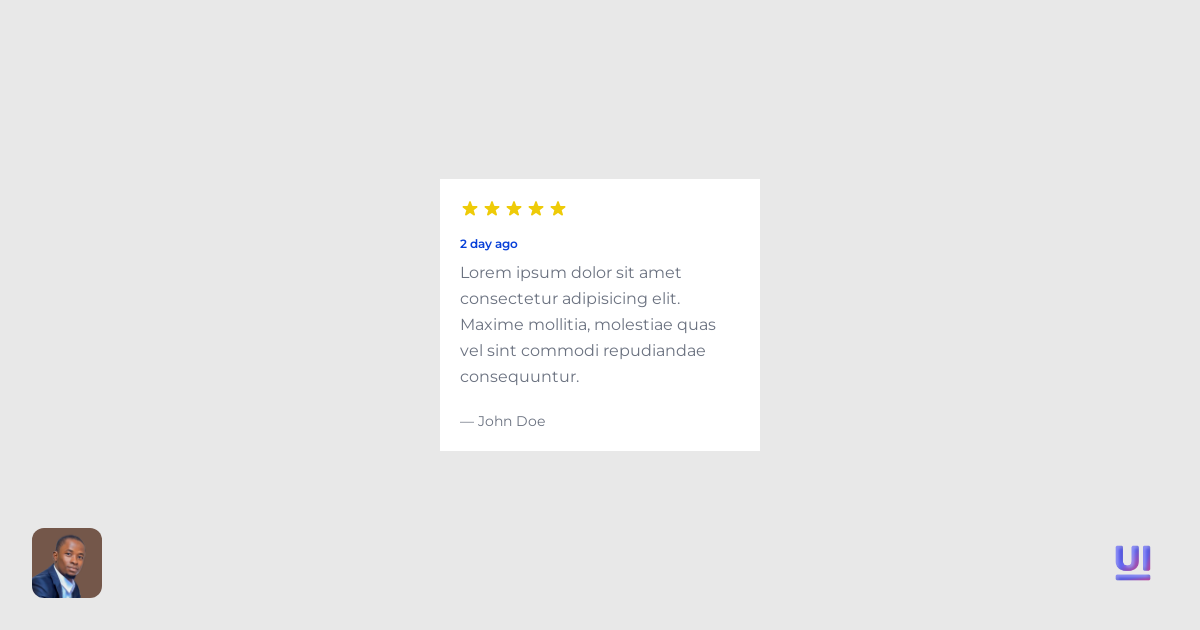 2 day ago
Lorem ipsum dolor sit amet
consectetur adipisicing elit.
Maxime mollitia, molestiae quas
vel sint commodi repudiandae
consequuntur.
— John Doe
UI